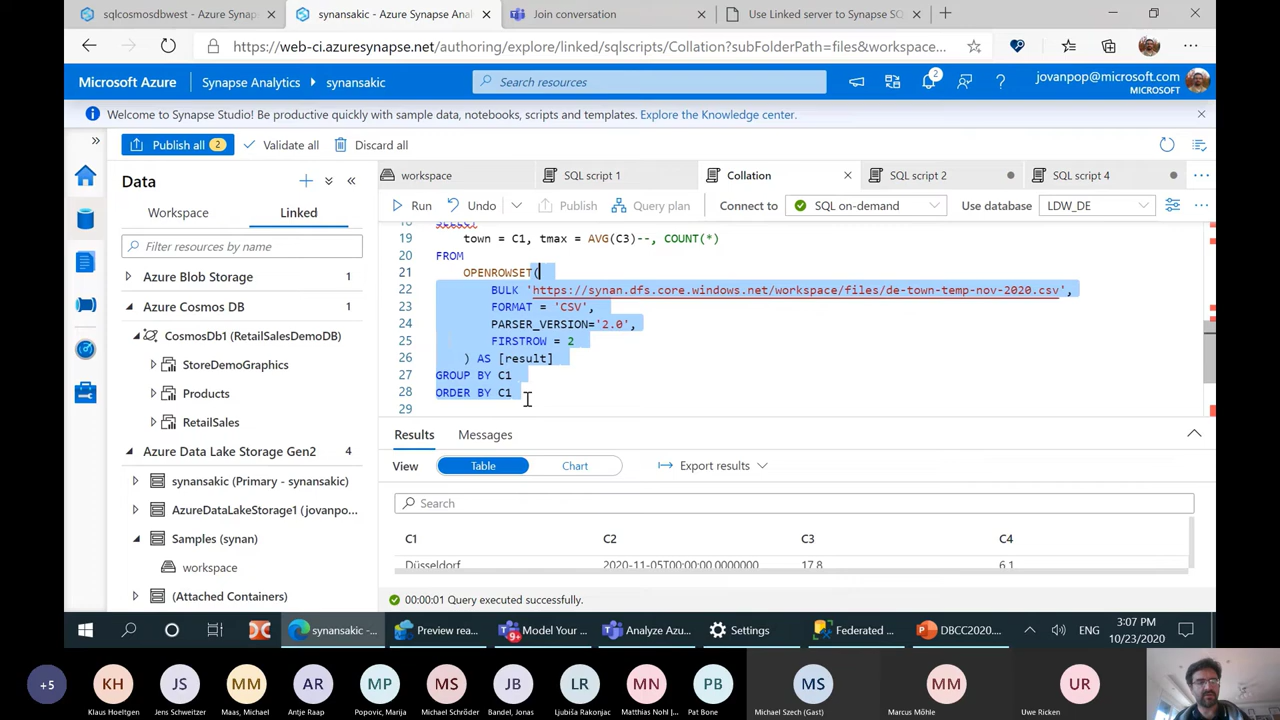 sqlcosmosdbwest - Azure Synap
synansakic - Azure Synapse Anal
Join conversation
Use Linked server to Synapse SQ
https://web-ci.azuresynapse.net/authoring/explore/linked/sqlscripts/Collation?subFolderPath=files&workspace...
Microsoft Azure
Synapse Analytics
synansakic
Search resources
2
jovanpop@microsoft.com
MICROSOFT
Welcome to Synapse Studio! Be productive quickly with sample data, notebooks, scripts and templates. Explore the Knowledge center.
Publish all 2
Validate all
Discard all
Data
Workspace
Linked
Filter resources by name
Azure Blob Storage 1
Azure Cosmos DB 1
CosmosDb1 (RetailSalesDemoDB)
StoreDemoGraphics
Products
RetailSales
Azure Data Lake Storage Gen2 4
synansakic (Primary - synansakic)
AzureDataLakeStorage1 (jovanpo...
Samples (synan)
workspace
(Attached Containers)
workspace
SQL script 1
Collation
SQL script 2
SQL script 4
Run
Undo
Publish
Query plan
Connect to
SQL on-demand
Use database
LDW_DE
18 SELECT
19 town = C1, tmax = AVG(C3)--, COUNT(*)
20 FROM
21 OPENROWSET(
22 BULK 'https://synan.dfs.core.windows.net/workspace/files/de-town-temp-nov-2020.csv',
23 FORMAT = 'CSV',
24 PARSER_VERSION='2.0',
25 FIRSTROW = 2
26 ) AS [result]
27 GROUP BY C1
28 ORDER BY C1
29
Results
Messages
View
Table
Chart
Export results
Search
C1 C2 C3 C4
Düsseldorf 2020-11-05T00:00:00.0000000 17.8 6.1
00:00:01 Query executed successfully.
synansakic -...
Preview rea...
9+
Model Your ...
Analyze Azu...
Settings
Federated ...
DBCC2020....
ENG
3:07 PM
10/23/2020
+5
KH
JS
MM
AR
MP
MS
JB
LR
MN
PB
MS
MM
UR
Klaus Hoeltgen
Jens Schweitzer
Maas, Michael
Antje Raap
Popovic, Marija
Michael Schröder
Bandel, Jonas
Ljubiša Rakonjac
Matthias Nohl J...
Pat Bone
Michael Szech (Gast)
Marcus Möhle
Uwe Ricken